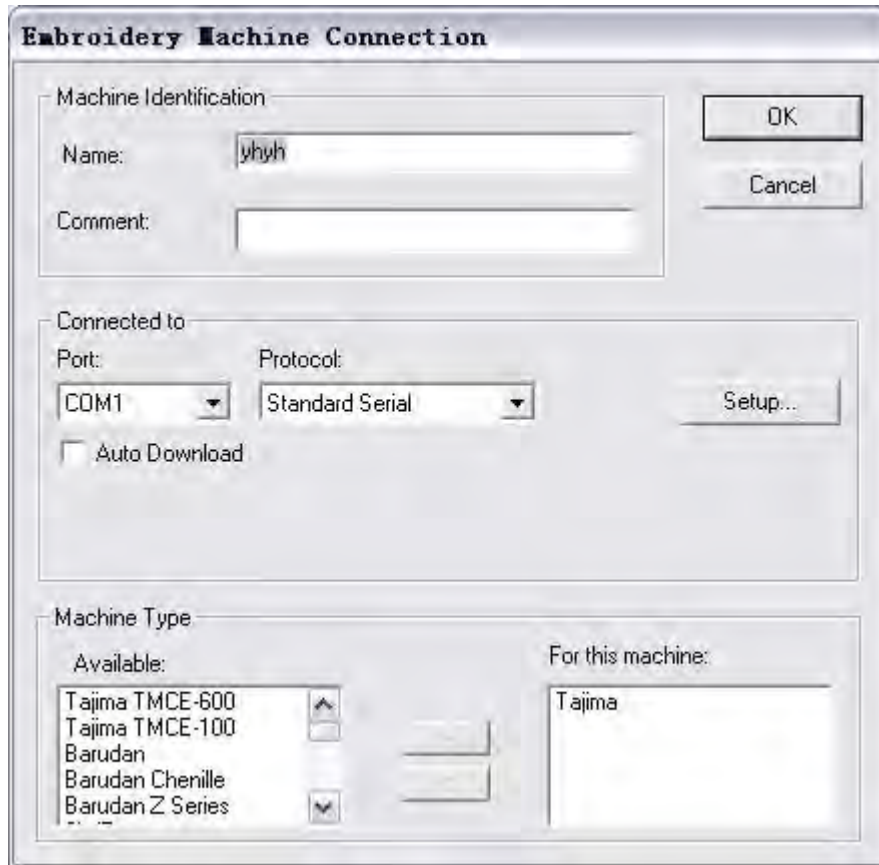 Embroidery Machine Connection
Machine Identification
Name:
yhyh
Comment:
OK
Cancel
Connected to
Port:
Protocol:
COM1
Standard Serial
Setup...
Auto Download
Machine Type
Available:
For this machine:
Tajima TMCE-600
Tajima TMCE-100
Barudan
Barudan Chenille
Barudan Z Series
Tajima